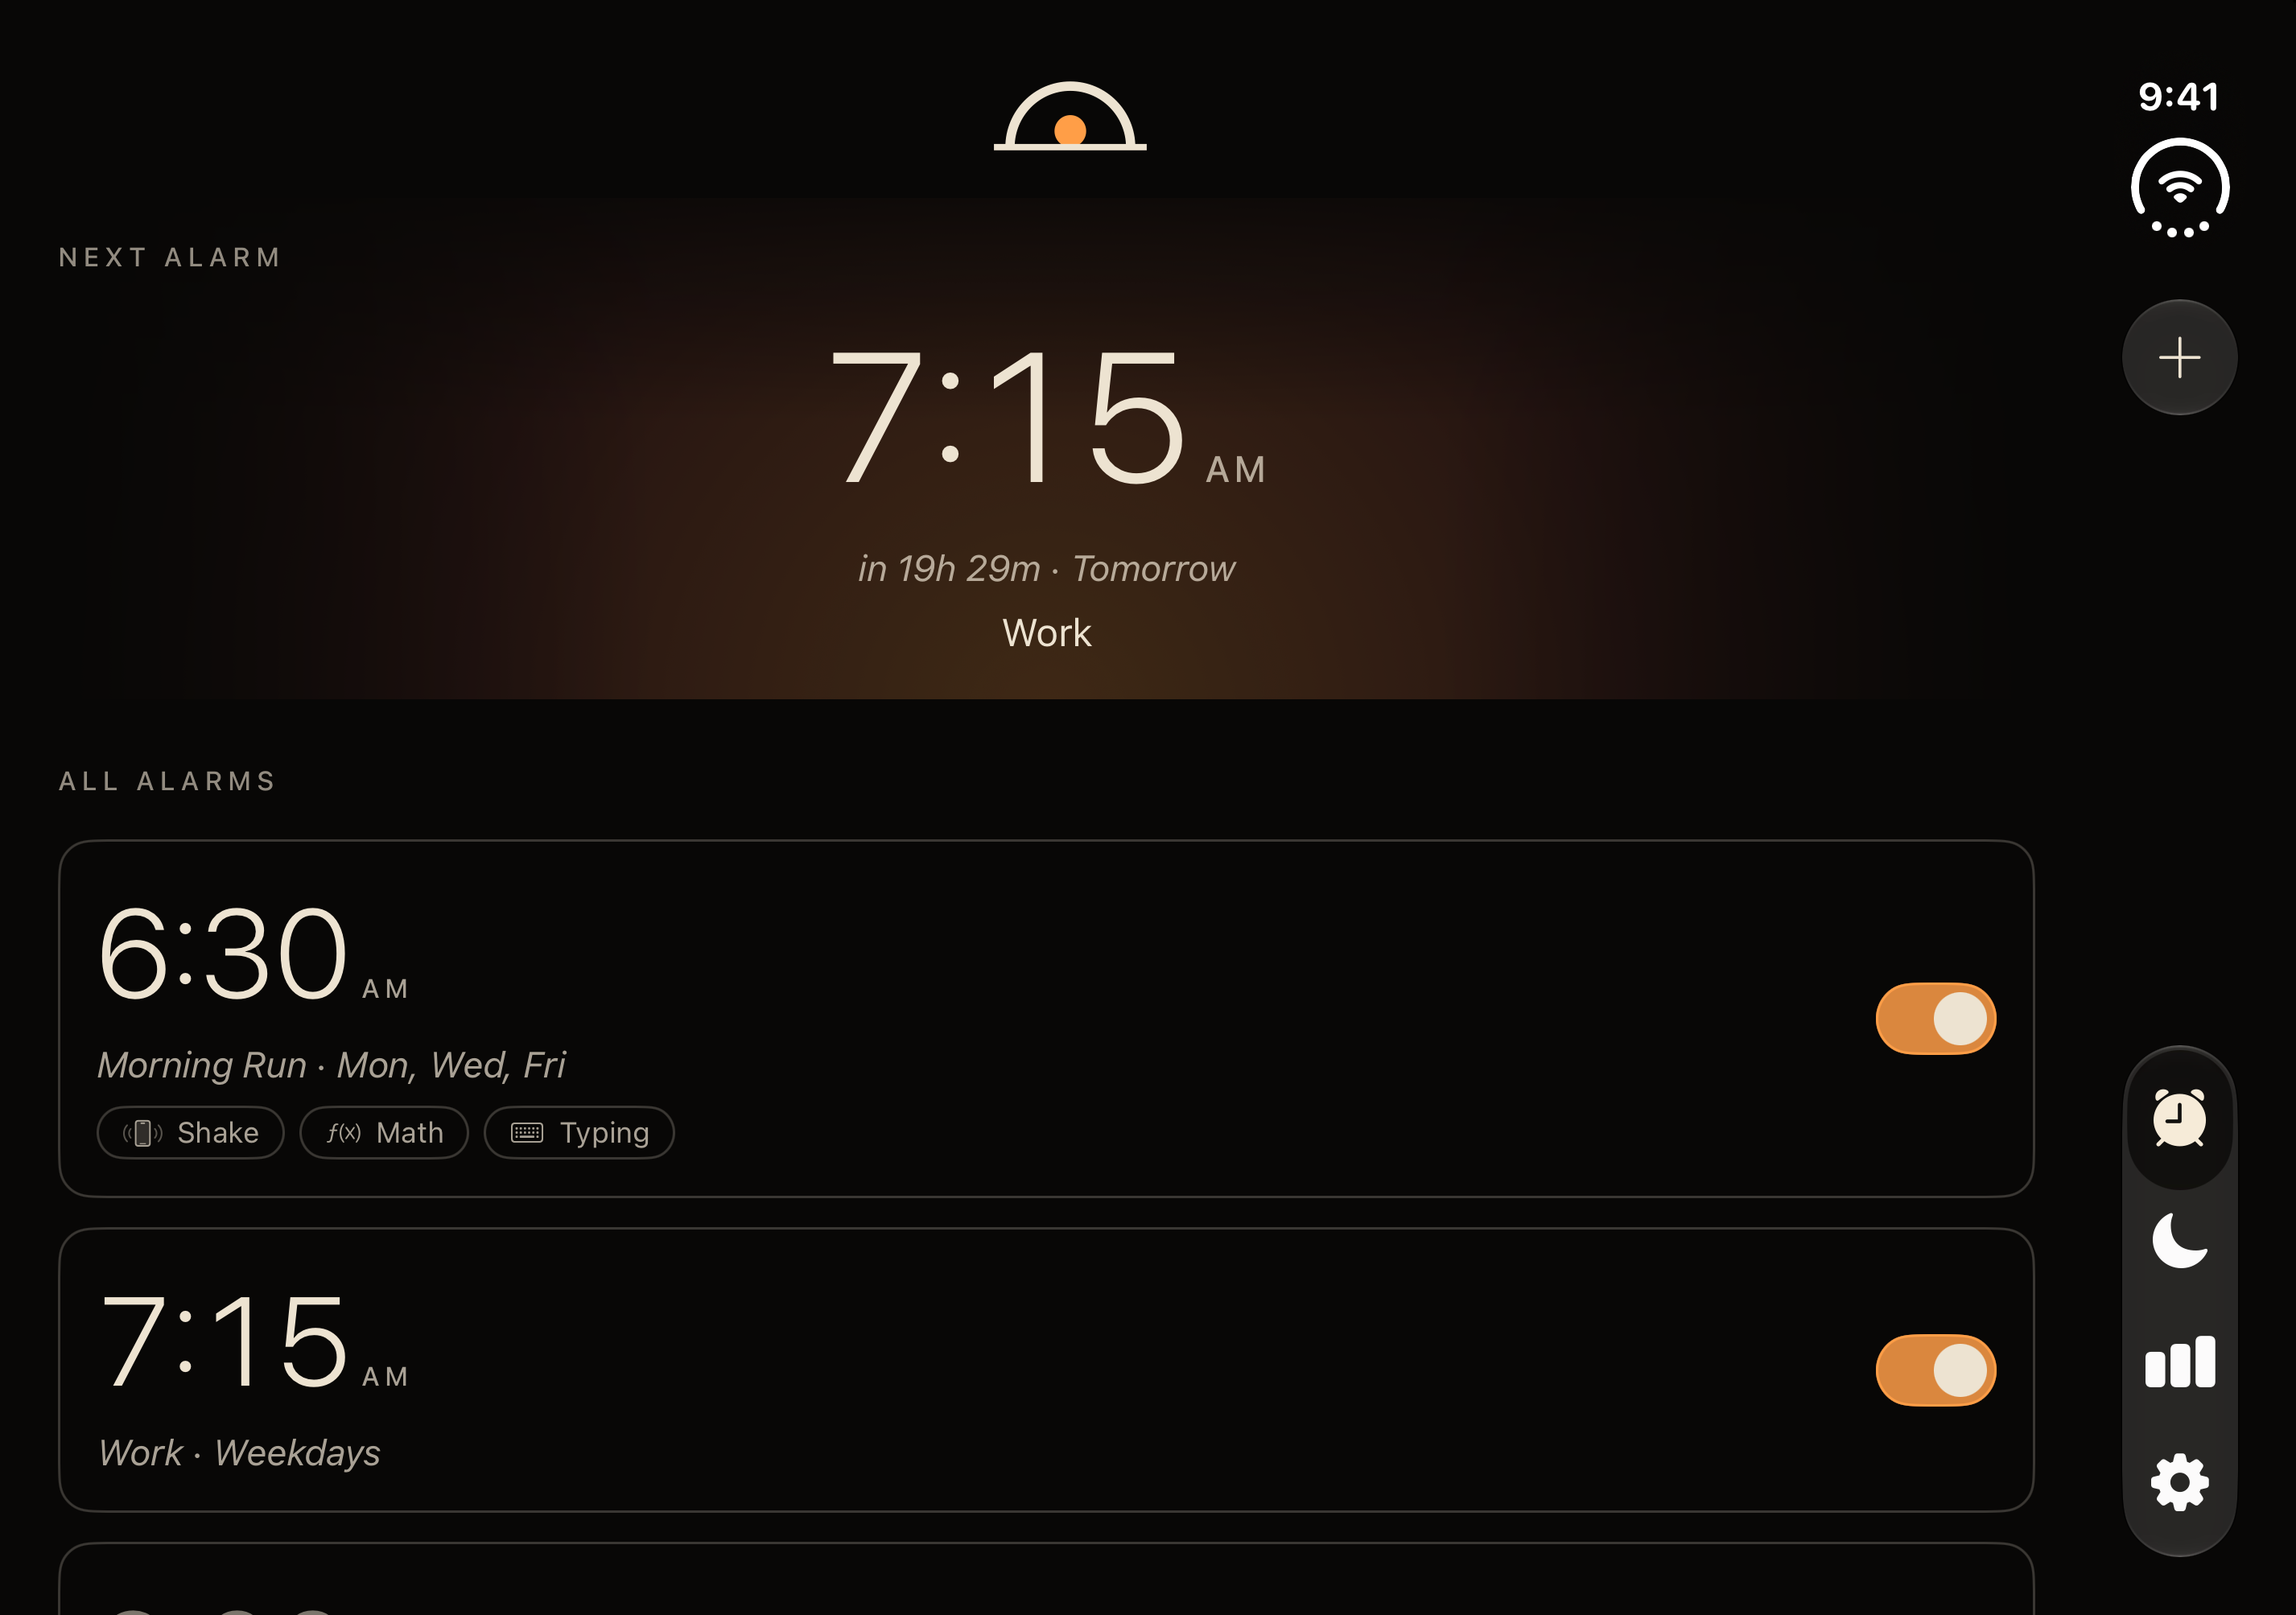 9:41
NEXT ALARM
7:15 AM
in 19h 29m · Tomorrow
Work
ALL ALARMS
6:30 AM
Morning Run · Mon, Wed, Fri
Shake f(x) Math Typing
7:15 AM
Work · Weekdays